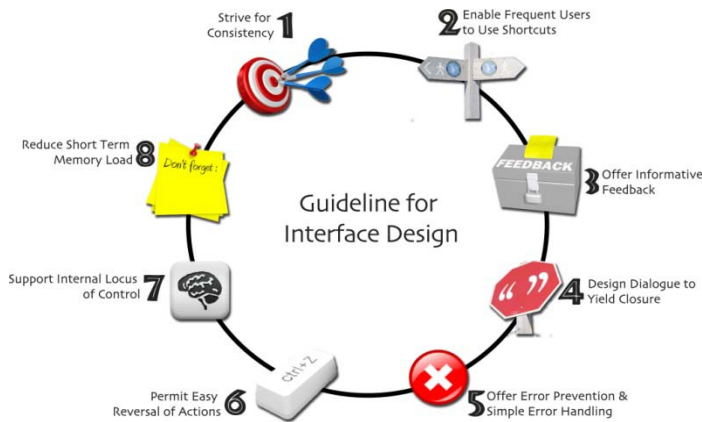 Guideline for
Interface Design
1
Strive for
Consistency
2
Enable Frequent Users
to Use Shortcuts
3
Offer Informative
Feedback
FEEDBACK
4
Design Dialogue to
Yield Closure
“ ”
5
Offer Error Prevention &
Simple Error Handling
6
Permit Easy
Reversal of Actions
ctrl+Z
7
Support Internal Locus
of Control
8
Reduce Short Term
Memory Load
Don't forget: